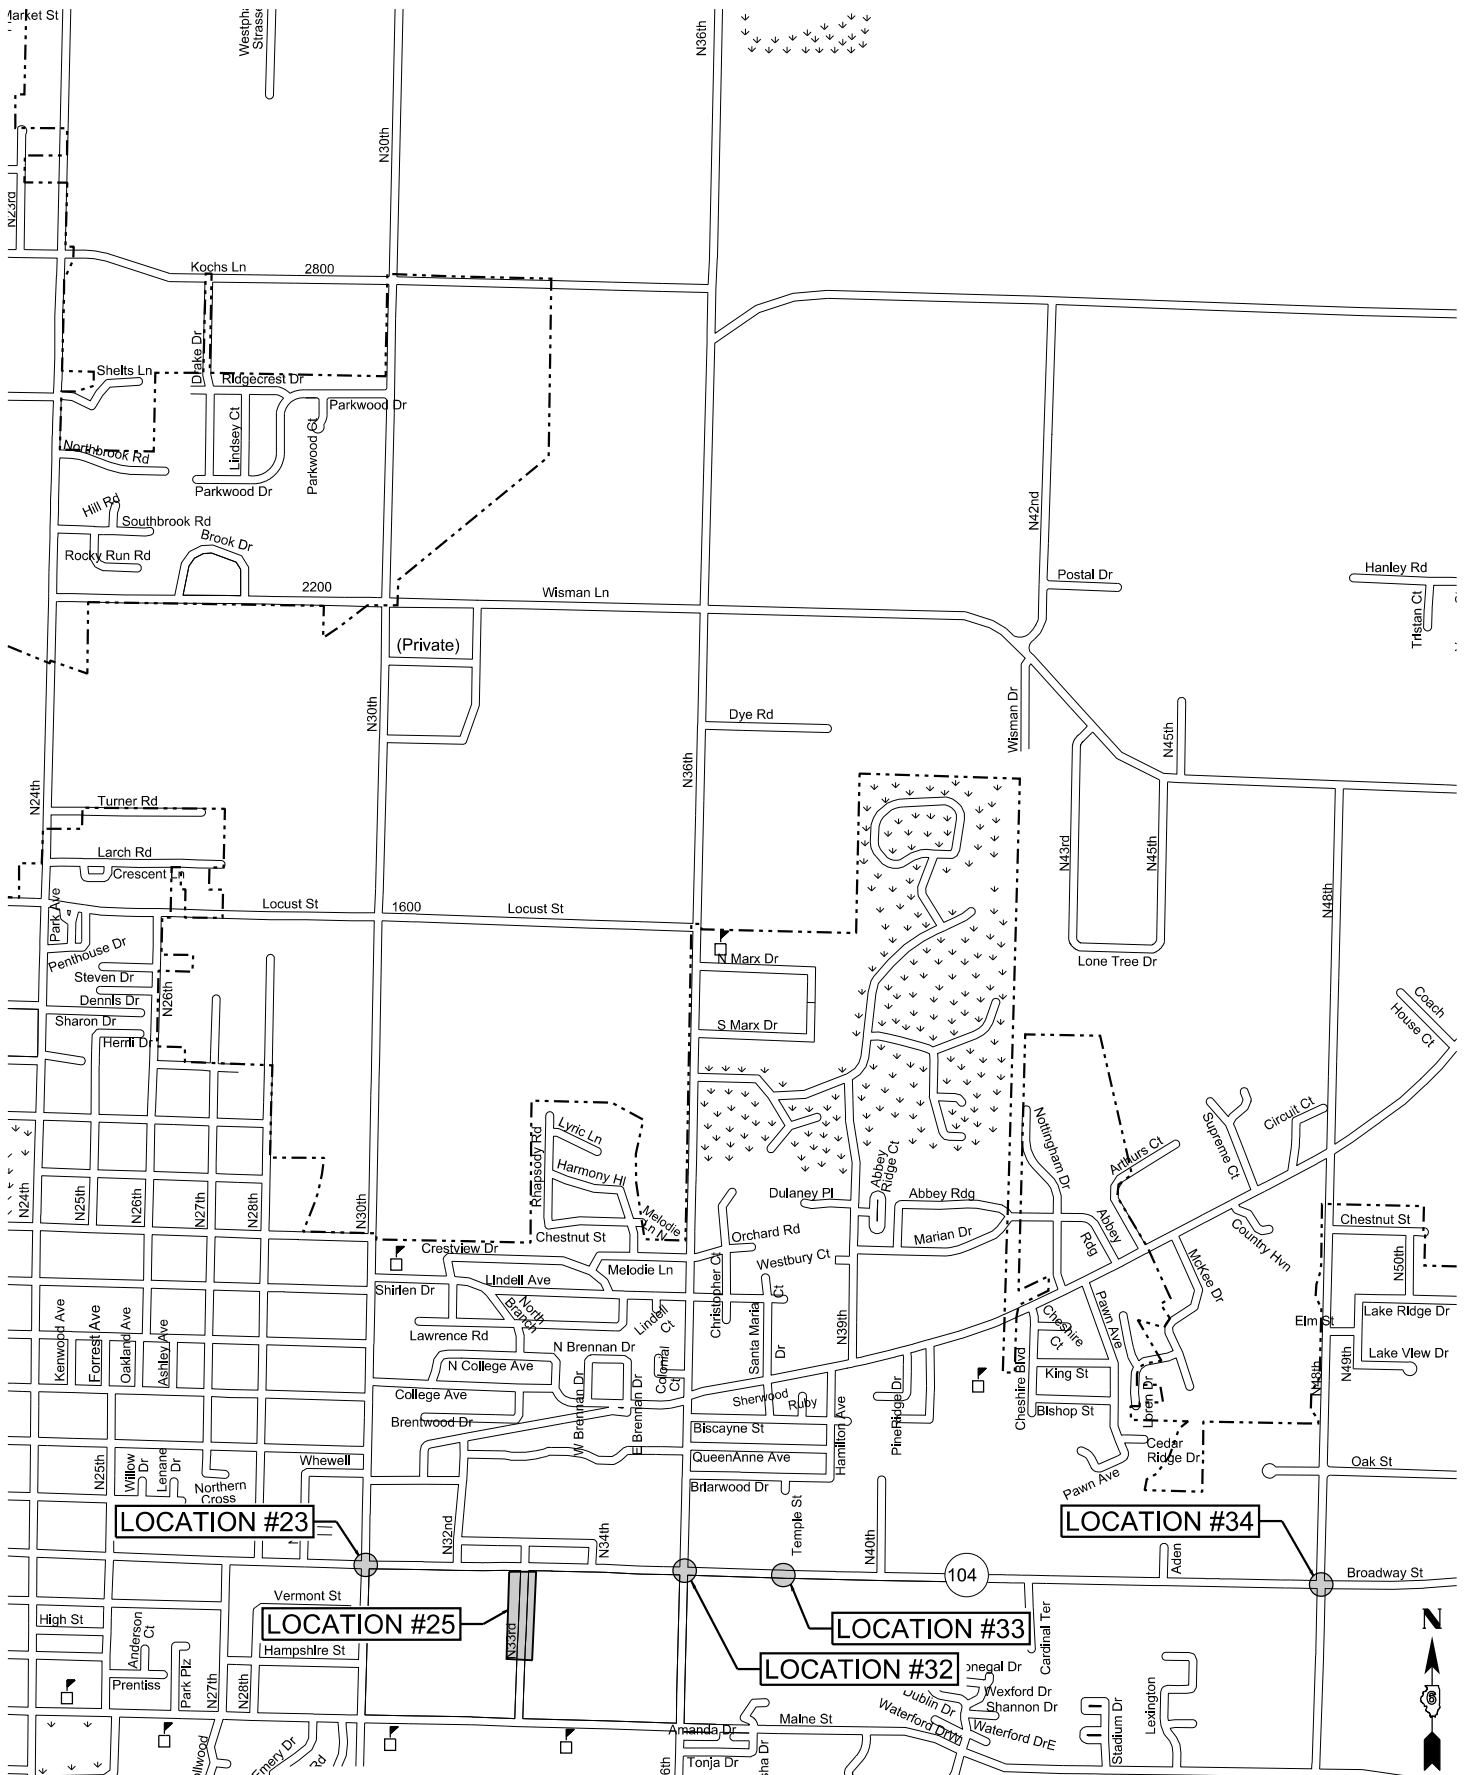 Market St
Westpha
Strasse
N36th
N30th
N23rd
Kochs Ln
2800
Drake Dr
Shelts Ln
Ridgecrest Dr
Parkwood Dr
Lindsey Ct
Parkwood Ct
Northbrook Rd
Parkwood Dr
Hill Rd
Southbrook Rd
Brook Dr
Rocky Run Rd
N42nd
2200
Wisman Ln
Postal Dr
Hanley Rd
Tristan Ct
(Private)
N30th
Dye Rd
Wisman Dr
N45th
N36th
N24th
Turner Rd
Larch Rd
Crescent Ln
N43rd
N45th
Locust St
1600
Locust St
N48th
Park Ave
Penthouse Dr
Steven Dr
N Marx Dr
Lone Tree Dr
Dennis Dr
N26th
Sharon Dr
S Marx Dr
Coach
House Ct
Herrli Dr
Rhapsody Rd
Lyric Ln
Harmony Hl
Nottingham Dr
Supreme Ct
Circuit Ct
Arthurs Ct
Abbey
Ridge Ct
N24th
N25th
N26th
N27th
N28th
N30th
Melodie
Ln N
Dulaney Pl
Abbey Rdg
Chestnut St
Orchard Rd
Marian Dr
Abbey
Rdg
Country Hvn
Chestnut St
Crestview Dr
Melodie Ln
Westbury Ct
McKee Dr
N50th
Lindell Ave
Shirlen Dr
North
Branch
Lindell
Ct
Christopher Ct
Santa Maria
Ct
Dr
N39th
Pawn Ave
Cheshire
Ct
Lake Ridge Dr
Elm St
Lawrence Rd
N Brennan Dr
Lake View Dr
Kenwood Ave
Forrest Ave
Oakland Ave
Ashley Ave
N College Ave
Colonial
Ct
King St
N49th
N48th
College Ave
Sherwood
Ruby
PineRidge Dr
Cheshire Blvd
Bishop St
Loren Dr
Brentwood Dr
W Brennan Dr
E Brennan Dr
Biscayne St
Hamilton Ave
Whewell
QueenAnne Ave
Cedar
Ridge Dr
Oak St
N25th
Willow
Dr
Lenane
Dr
Northern
Cross
Briarwood Dr
Pawn Ave
LOCATION #23
N32nd
N34th
Temple St
N40th
LOCATION #34
Aden
104
Broadway St
Vermont St
LOCATION #25
N33rd
LOCATION #33
High St
Anderson
Ct
Hampshire St
LOCATION #32
Cardinal Ter
N
Prentiss
Park Plz
N27th
N28th
onegal Dr
Wexford Dr
Dublin Dr
Shannon Dr
Waterford DrW
Waterford DrE
Stadium Dr
Lexington
Maine St
Amanda Dr
Tonja Dr
sha Dr
6th
ollwood
Emery Dr
Rd